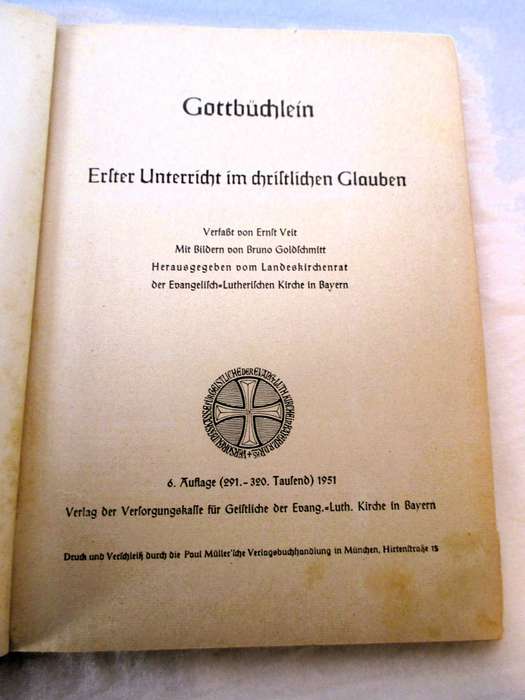 Gottbüchlein
Erster Unterricht im christlichen Glauben
Verfaßt von Ernst Veit
Mit Bildern von Bruno Goldschmitt
Herausgegeben vom Landeskirchenrat
der Evangelisch-Lutherischen Kirche in Bayern
6. Auflage (291.-320. Tausend) 1951
Verlag der Versorgungskasse für Geistliche der Evang.-Luth. Kirche in Bayern
Druck und Verschleiß durch die Paul Müller'sche Verlagsbuchhandlung in München, Hirtenstraße 15